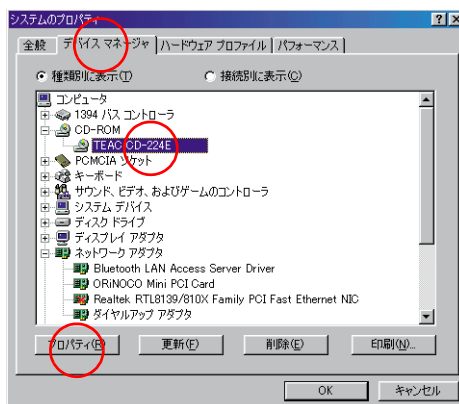 システムのプロパティ
全般 デバイス マネージャ ハードウェア プロファイル パフォーマンス
種類別に表示(T) 接続別に表示(C)
コンピュータ
1394 バス コントローラ
CD-ROM
TEAC CD-224E
PCMCIA ソケット
キーボード
サウンド、ビデオ、およびゲームのコントローラ
システム デバイス
ディスク ドライブ
ディスプレイ アダプタ
ネットワーク アダプタ
Bluetooth LAN Access Server Driver
ORiNOCO Mini PCI Card
Realtek RTL8139/810X Family PCI Fast Ethernet NIC
ダイヤルアップ アダプタ
プロパティ(R) 更新(F) 削除(E) 印刷(N)...
OK キャンセル